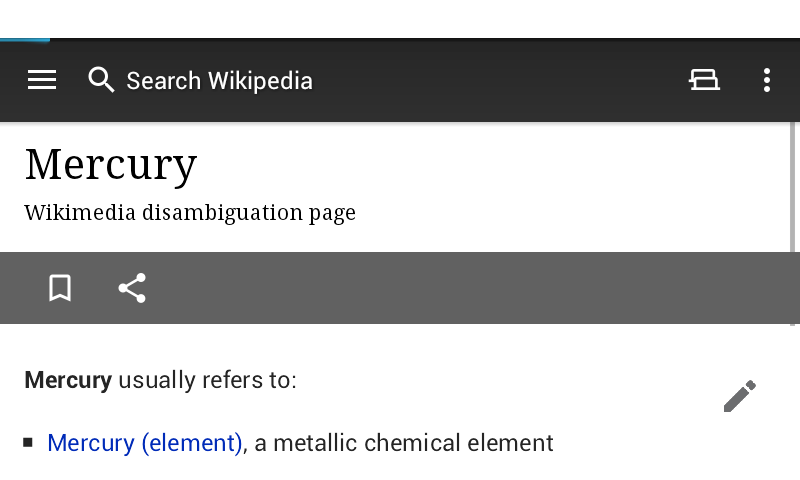 Search Wikipedia
Mercury
Wikimedia disambiguation page
Mercury usually refers to:
Mercury (element), a metallic chemical element